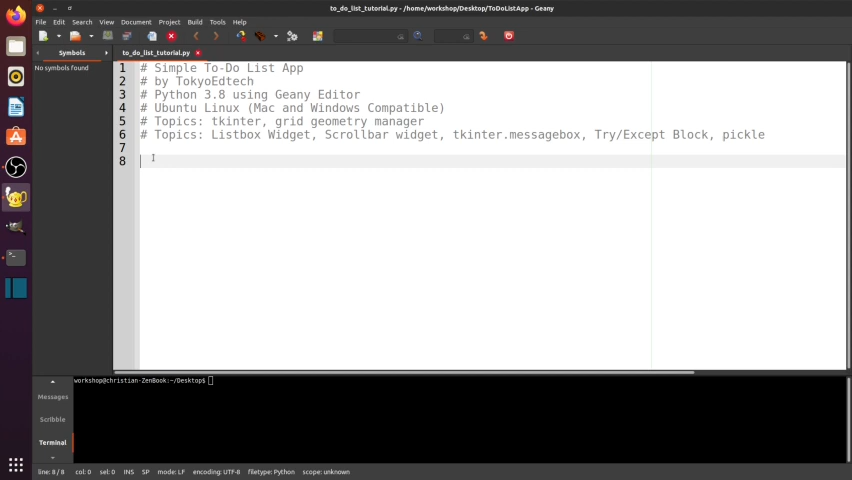 to_do_list_tutorial.py - /home/workshop/Desktop/ToDoListApp - Geany
File Edit Search View Document Project Build Tools Help
Symbols
to_do_list_tutorial.py
No symbols found
1 # Simple To-Do List App
2 # by TokyoEdtech
3 # Python 3.8 using Geany Editor
4 # Ubuntu Linux (Mac and Windows Compatible)
5 # Topics: tkinter, grid geometry manager
6 # Topics: Listbox Widget, Scrollbar widget, tkinter.messagebox, Try/Except Block, pickle
7
8
workshop@christian-ZenBook:~/Desktop$
Messages
Scribble
Terminal
line: 8 / 8 col: 0 sel: 0 INS SP mode: LF encoding: UTF-8 filetype: Python scope: unknown